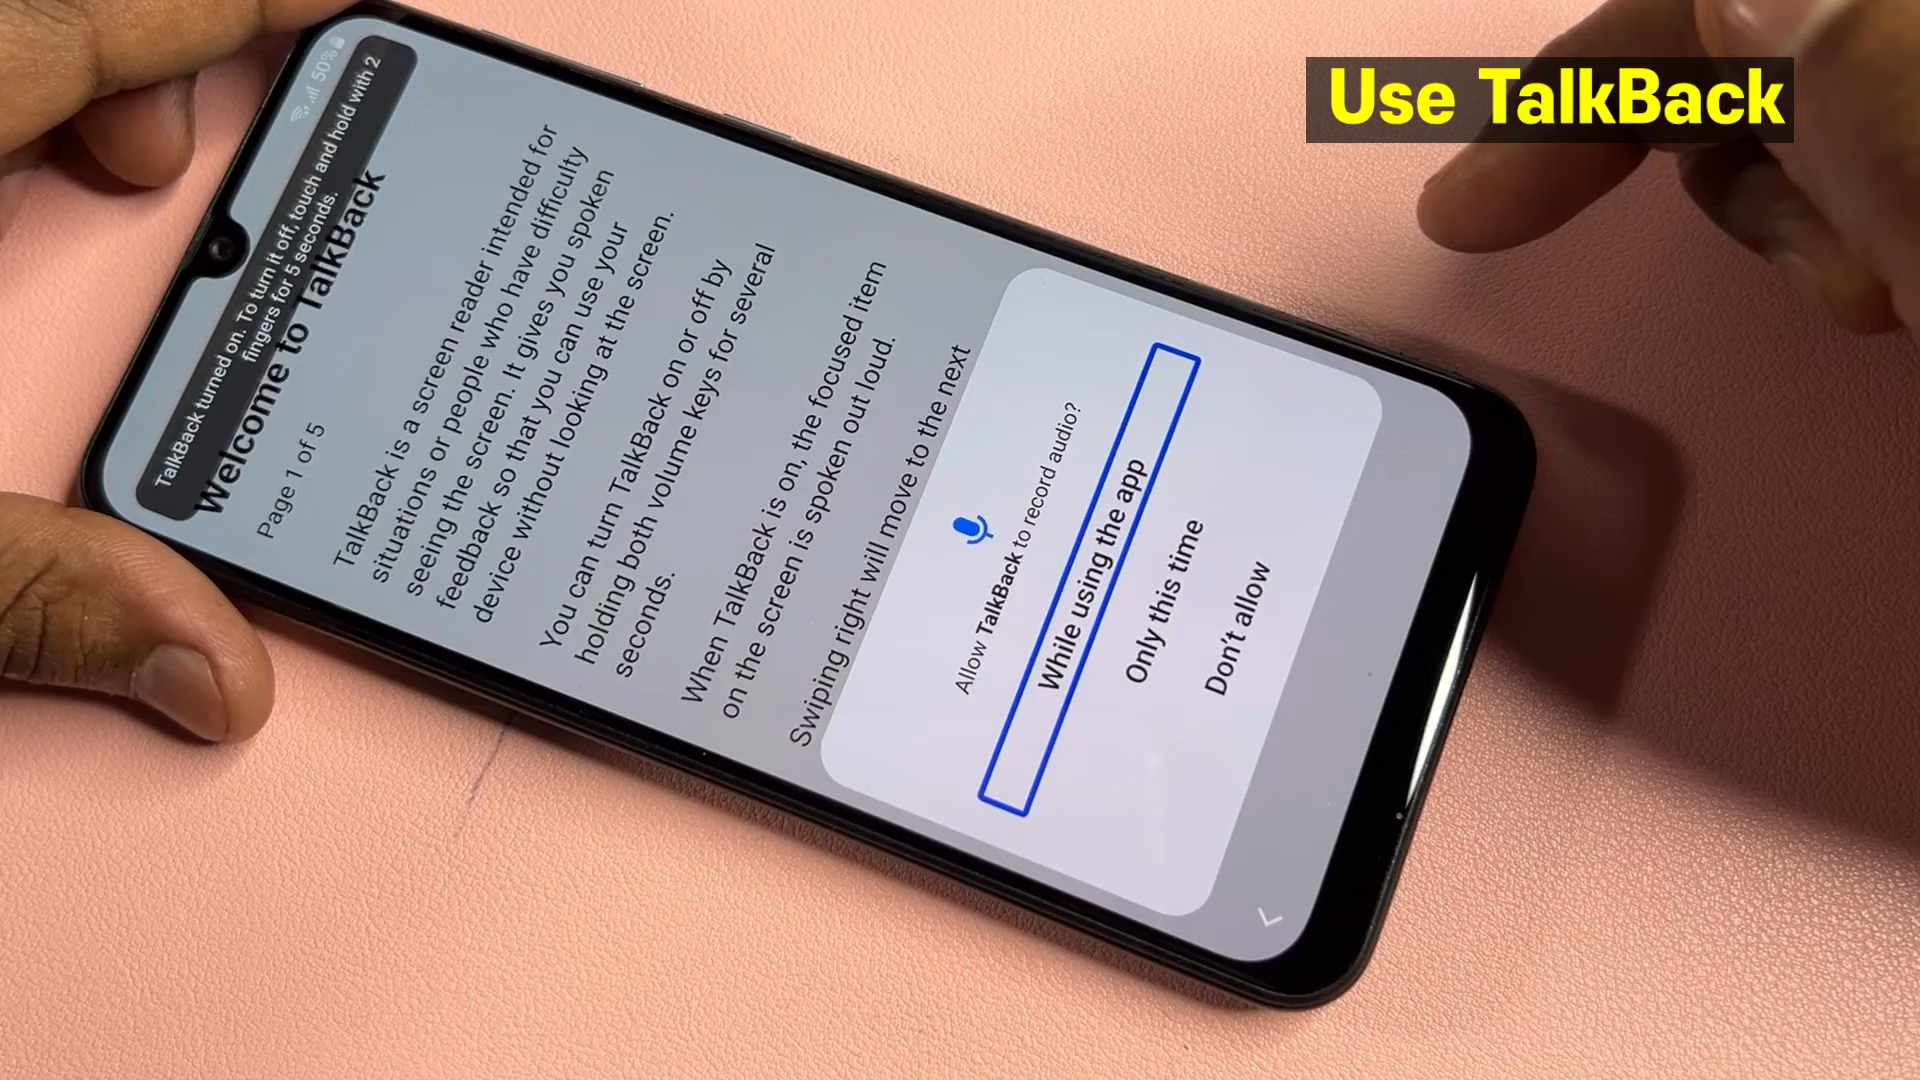 Use TalkBack
50%
TalkBack turned on. To turn it off, touch and hold with 2
fingers for 5 seconds.
Welcome to TalkBack
Page 1 of 5
TalkBack is a screen reader intended for
situations or people who have difficulty
seeing the screen. It gives you spoken
feedback so that you can use your
device without looking at the screen.
You can turn TalkBack on or off by
holding both volume keys for several
seconds.
When TalkBack is on, the focused item
on the screen is spoken out loud.
Swiping right will move to the next
Allow TalkBack to record audio?
While using the app
Only this time
Don't allow